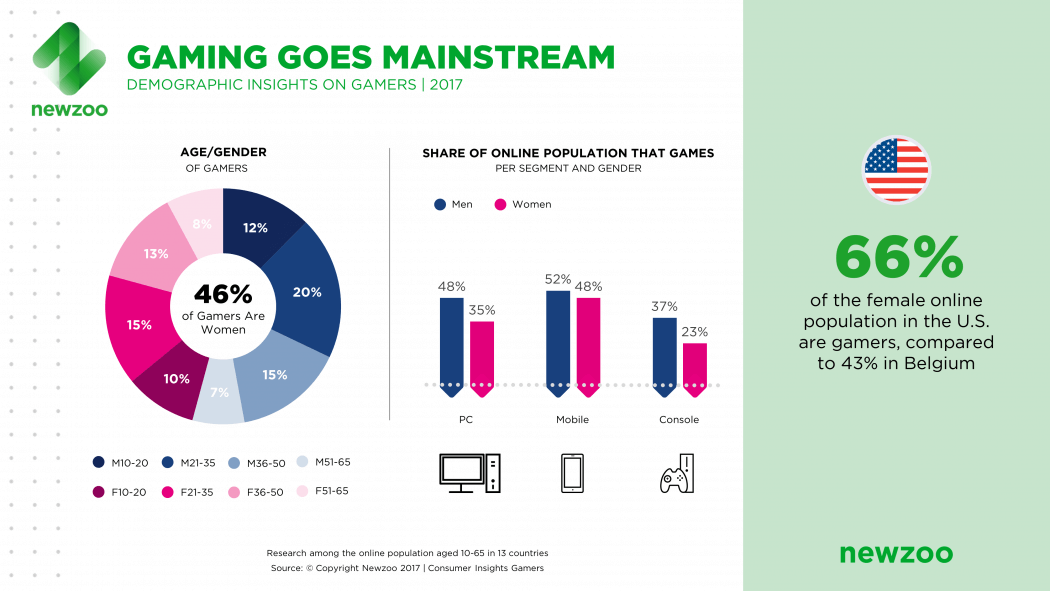 newzoo
GAMING GOES MAINSTREAM
DEMOGRAPHIC INSIGHTS ON GAMERS | 2017
AGE/GENDER
OF GAMERS
8%
12%
13%
20%
46%
of Gamers Are
Women
15%
15%
10%
7%
M10-20
M21-35
M36-50
M51-65
F10-20
F21-35
F36-50
F51-65
SHARE OF ONLINE POPULATION THAT GAMES
PER SEGMENT AND GENDER
Men
Women
48%
35%
52%
48%
37%
23%
PC
Mobile
Console
Research among the online population aged 10-65 in 13 countries
Source: © Copyright Newzoo 2017 | Consumer Insights Gamers
66%
of the female online
population in the U.S.
are gamers, compared
to 43% in Belgium
newzoo